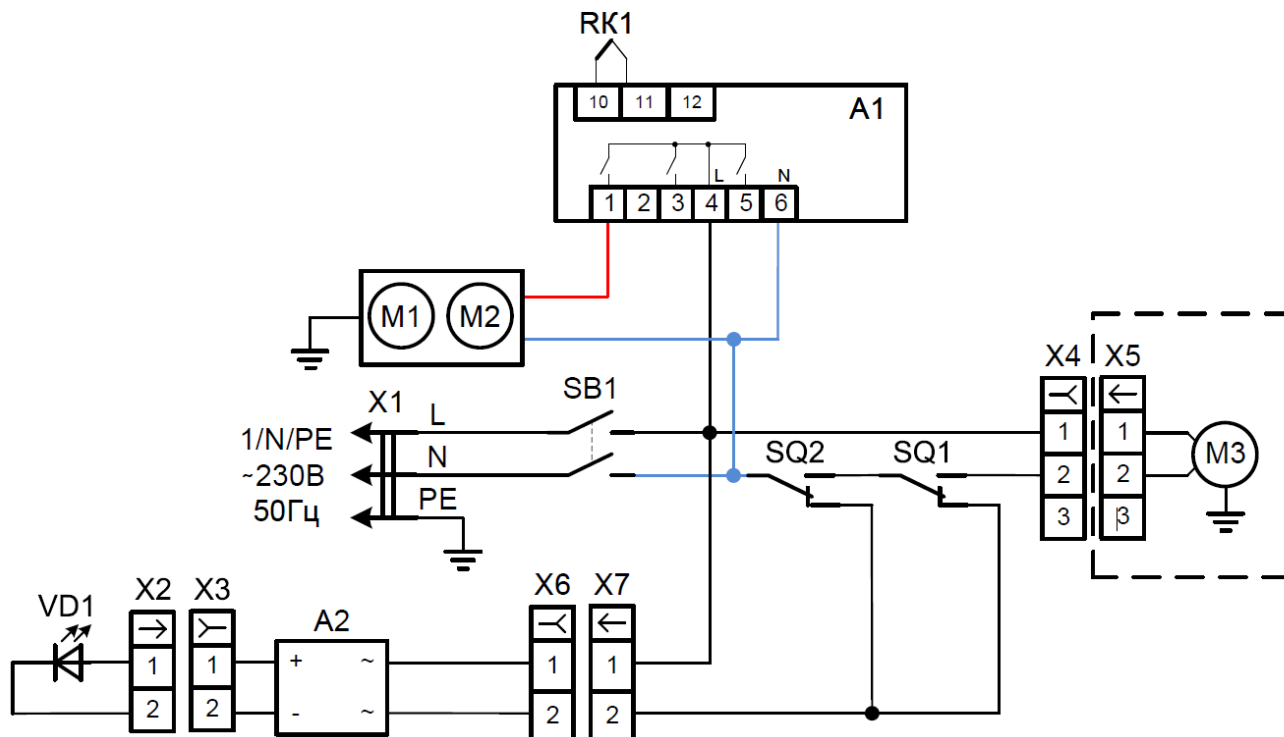 RK1
10 11 12
A1
L N
1 2 3 4 5 6
M1 M2
X4 X5
X1 L SB1
1/N/PE
~230В
50Гц
N
PE
SQ2 SQ1
1 1
2 2
3 3
M3
X2 X3 X6 X7
VD1
A2
1 1 + ~ 1 1
2 2 - ~ 2 2